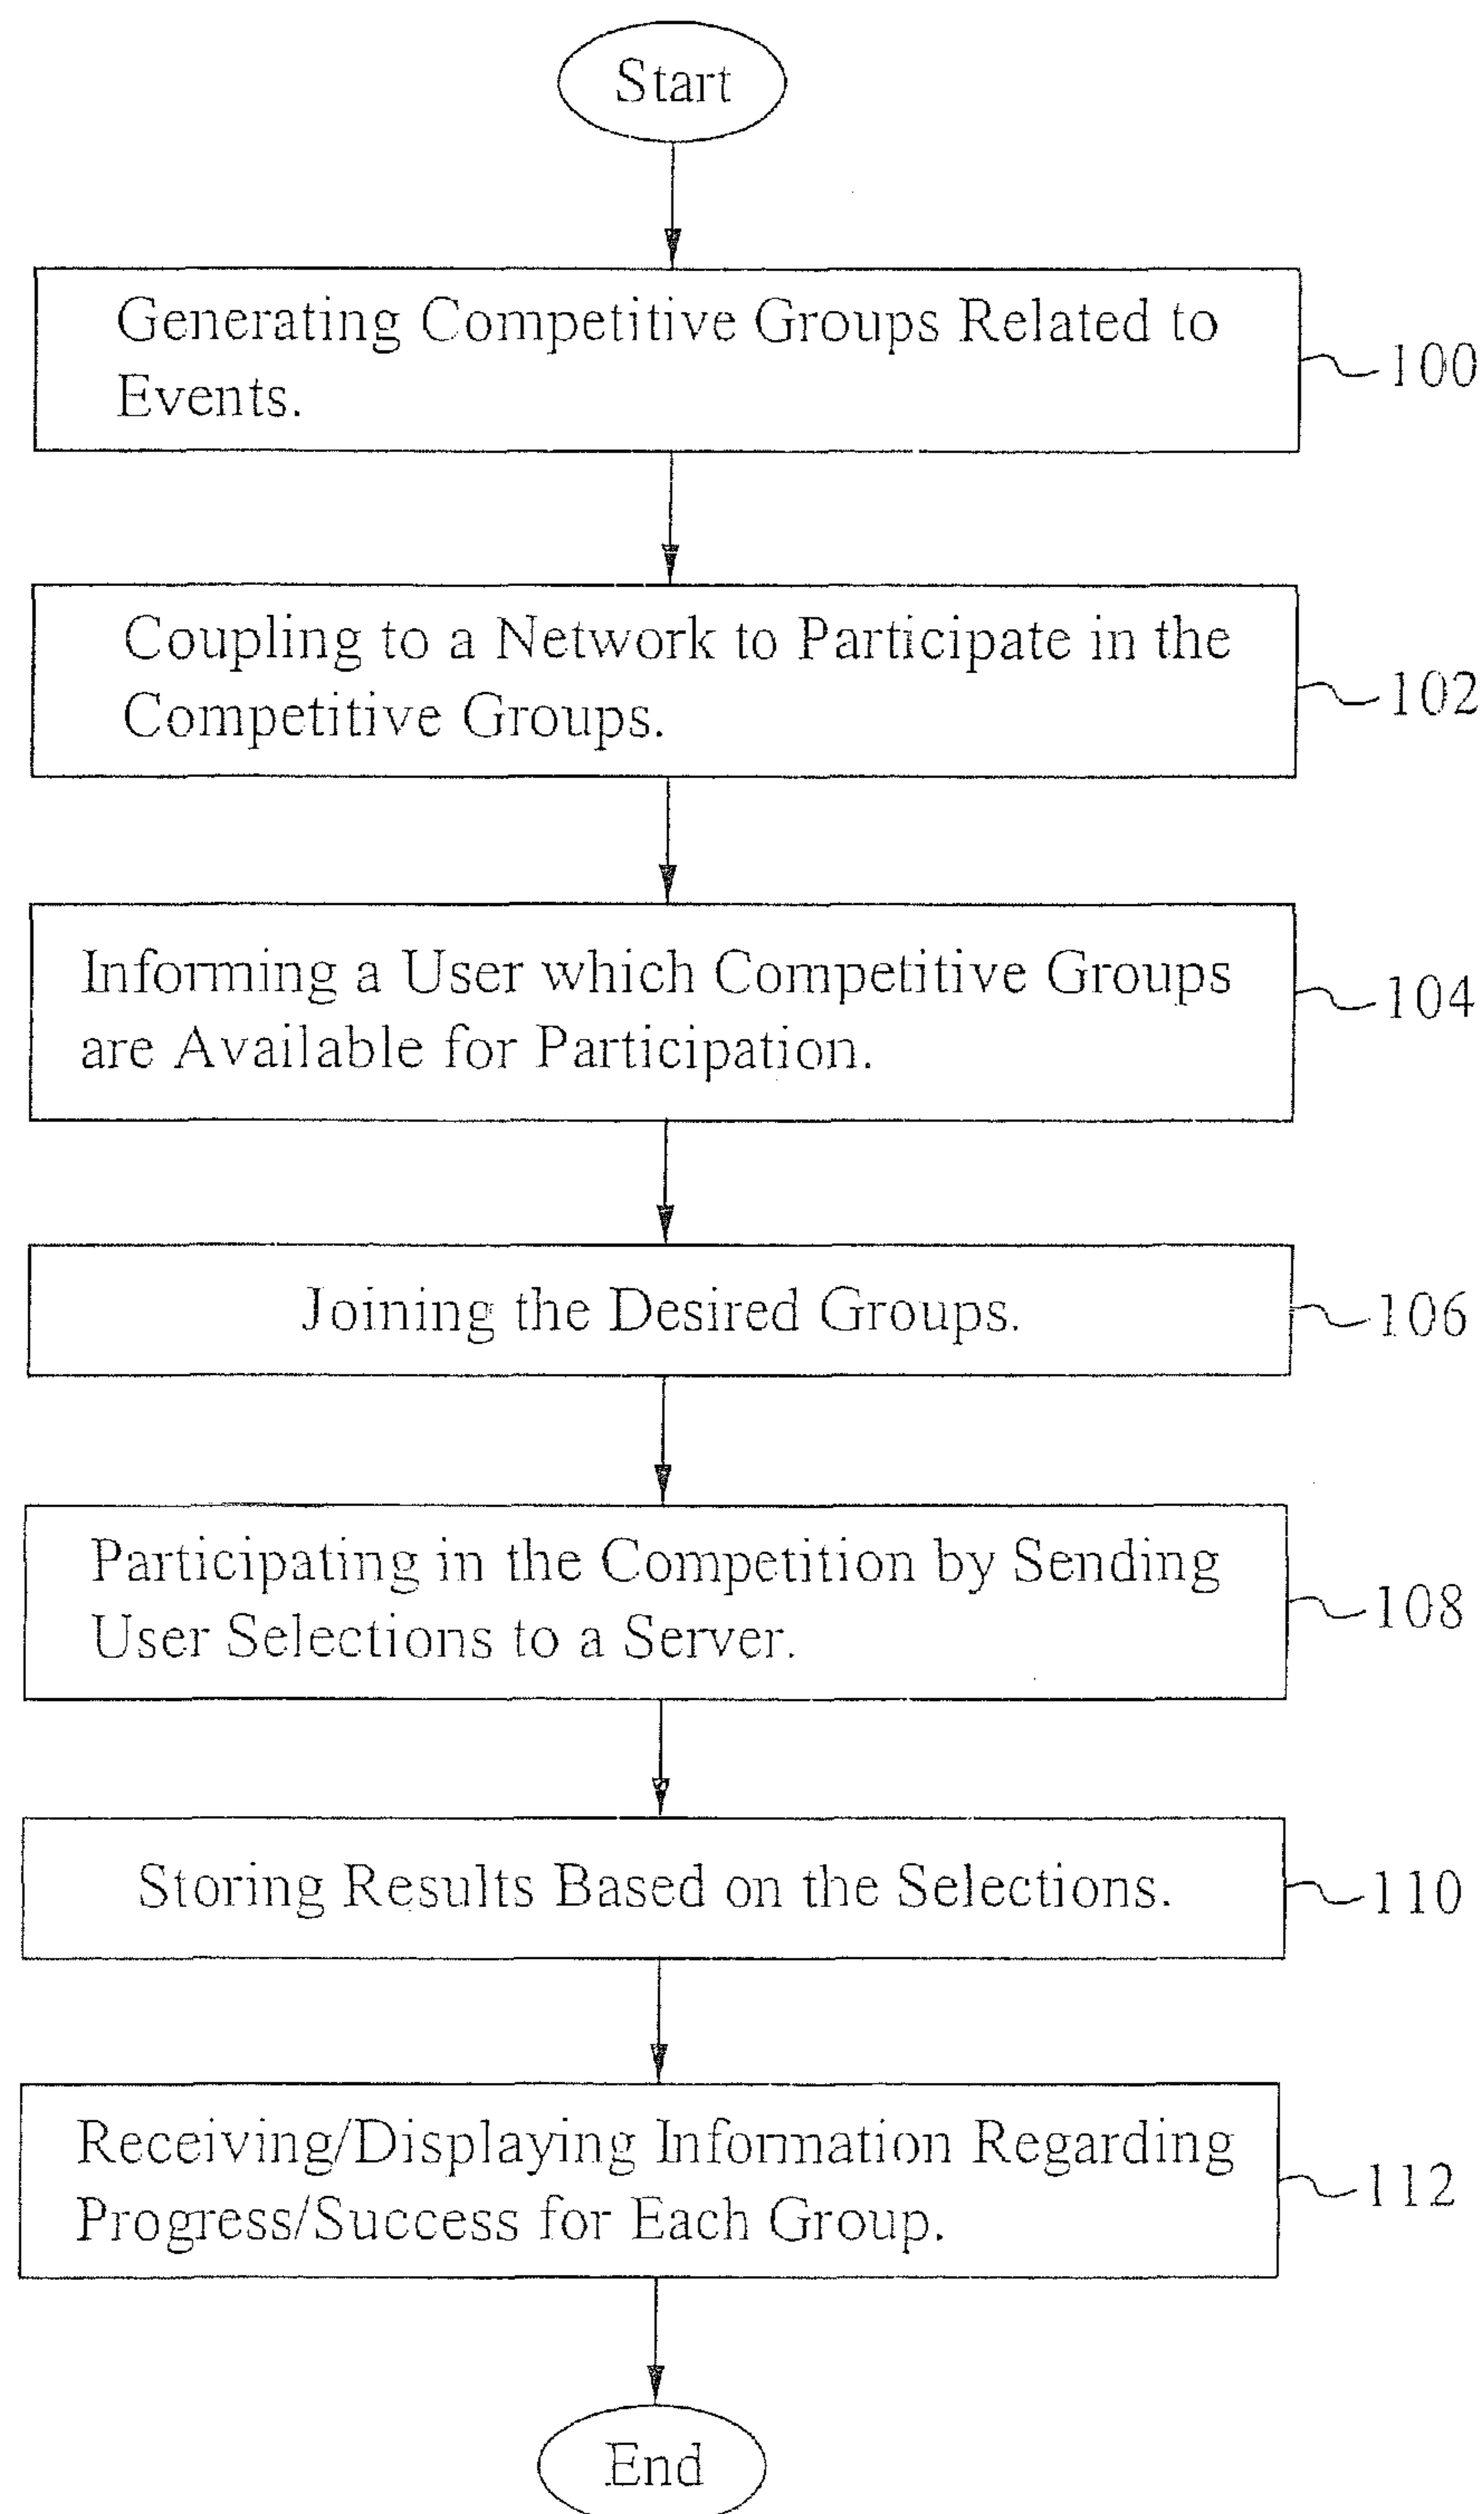 Start
Generating Competitive Groups Related to
Events.
100
Coupling to a Network to Participate in the
Competitive Groups.
102
Informing a User which Competitive Groups
are Available for Participation.
104
Joining the Desired Groups.
106
Participating in the Competition by Sending
User Selections to a Server.
108
Storing Results Based on the Selections.
110
Receiving/Displaying Information Regarding
Progress/Success for Each Group.
112
End